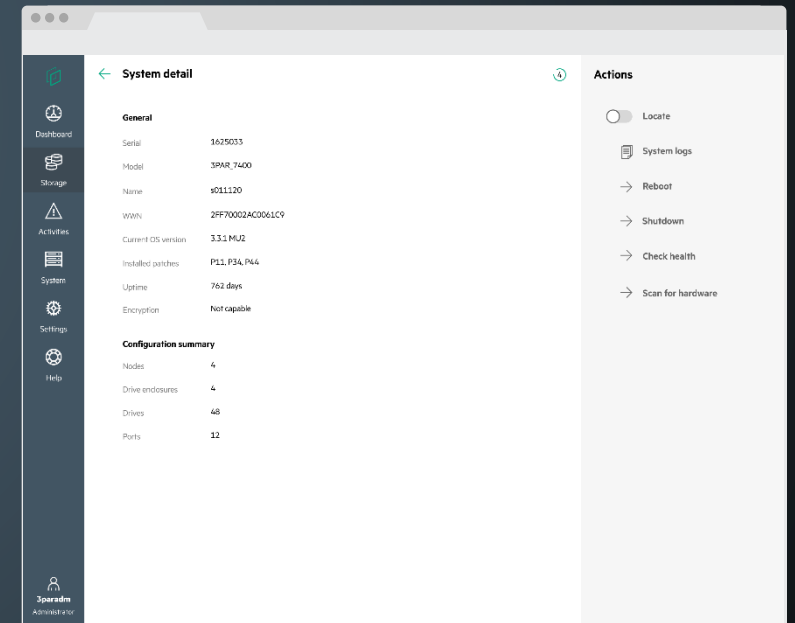 System detail
4
Actions
Dashboard
Storage
Activities
System
Settings
Help
3paradm
Administrator
General
Serial 1625033
Model 3PAR_7400
Name s011120
WWN 2FF70002AC0061C9
Current OS version 3.3.1 MU2
Installed patches P11, P34, P44
Uptime 762 days
Encryption Not capable
Configuration summary
Nodes 4
Drive enclosures 4
Drives 48
Ports 12
Locate
System logs
Reboot
Shutdown
Check health
Scan for hardware